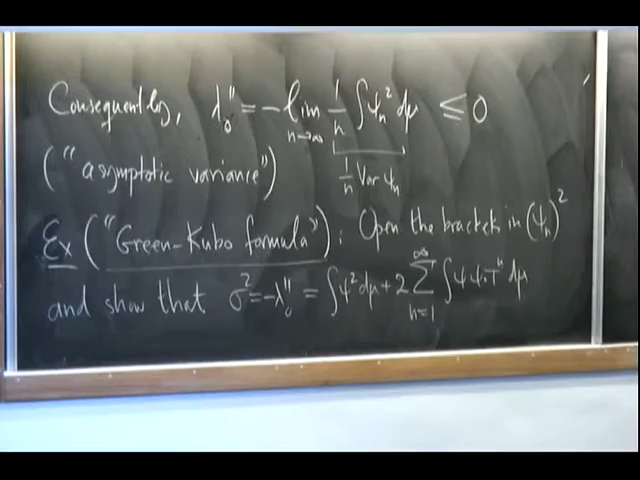 Consequently, λ₀'' = - lim_{n→∞} 1/n ∫ψₙ² dμ ≤ 0
("asymptotic variance") 1/n Var ψₙ
Ex ("Green-Kubo formula"): Open the brackets in (ψₙ)²
and show that σ² = -λ₀'' = ∫ψ² dμ + 2 ∑_{n=1}^{∞} ∫ψ ψ∘Tⁿ dμ